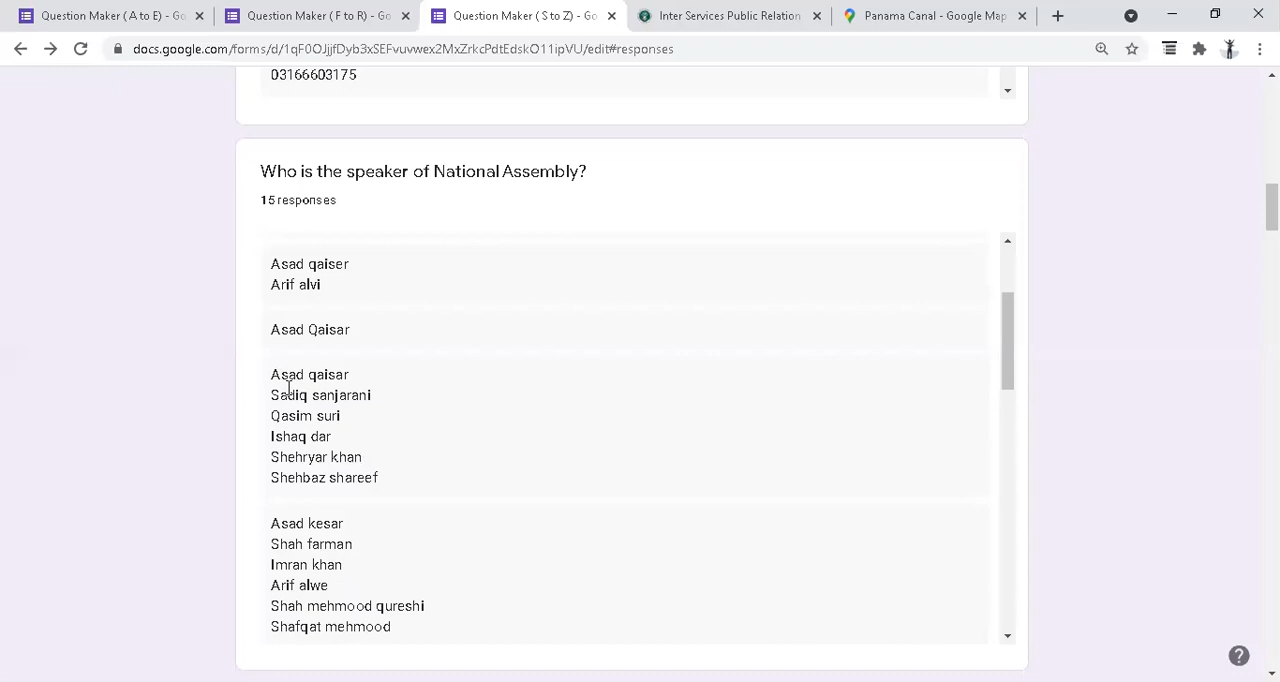 Question Maker ( A to E) - Go
Question Maker ( F to R) - Go
Question Maker ( S to Z) - Go
Inter Services Public Relation
Panama Canal - Google Map
docs.google.com/forms/d/1qF0OJjjfDyb3xSEFvuvwex2MxZrkcPdtEdskO11ipVU/edit#responses
03166603175
Who is the speaker of National Assembly?
15 responses
Asad qaiser
Arif alvi
Asad Qaisar
Asad qaisar
Sadiq sanjarani
Qasim suri
Ishaq dar
Shehryar khan
Shehbaz shareef
Asad kesar
Shah farman
Imran khan
Arif alwe
Shah mehmood qureshi
Shafqat mehmood